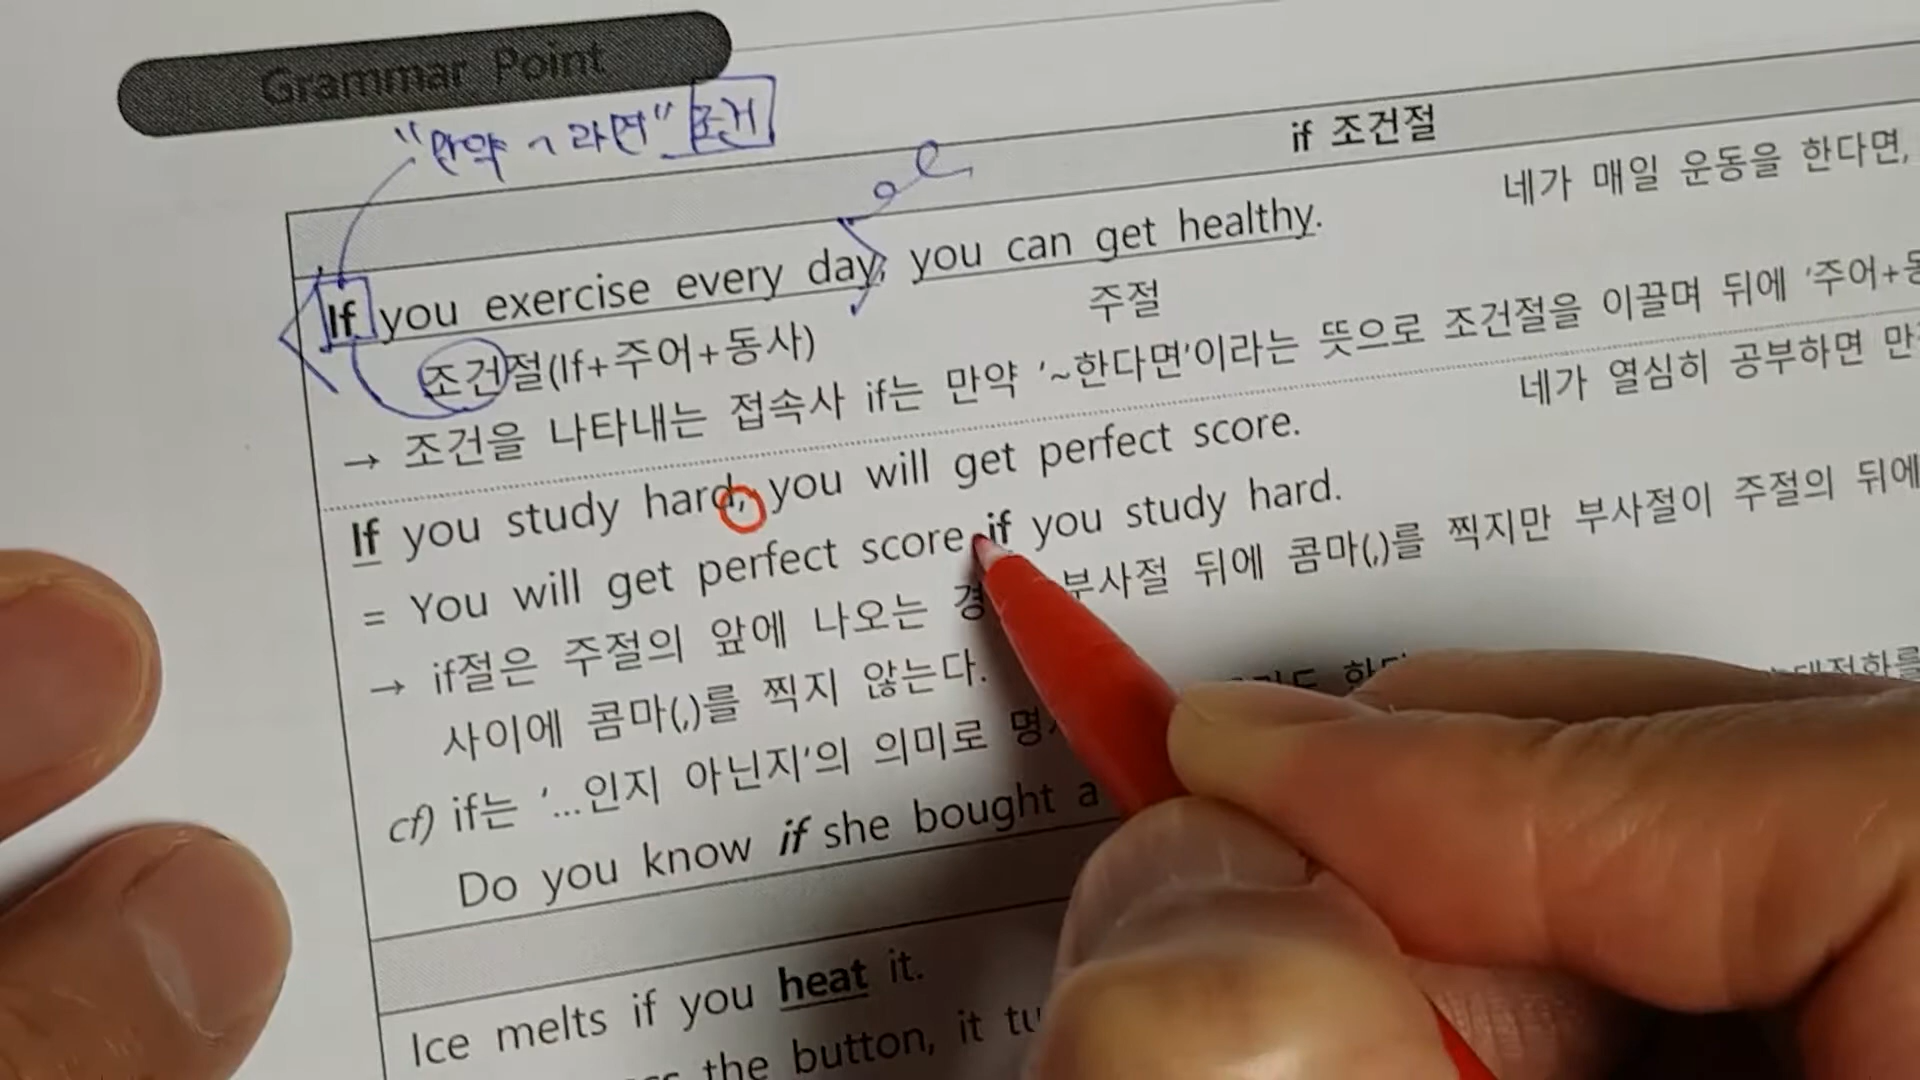 Grammar Point
"만약 ~ 라면" 조건
if 조건절
If you exercise every day, you can get healthy. 네가 매일 운동을 한다면,
조건절(If+주어+동사) 주절
→ 조건을 나타내는 접속사 if는 만약 '~한다면'이라는 뜻으로 조건절을 이끌며 뒤에 '주어+동
If you study hard, you will get perfect score. 네가 열심히 공부하면 만
= You will get perfect score if you study hard.
→ if절은 주절의 앞에 나오는 경 부사절 뒤에 콤마(,)를 찍지만 부사절이 주절의 뒤에
사이에 콤마(,)를 찍지 않는다.
cf) if는 '...인지 아닌지'의 의미로 명
Do you know if she bought a
Ice melts if you heat it.
the button, it